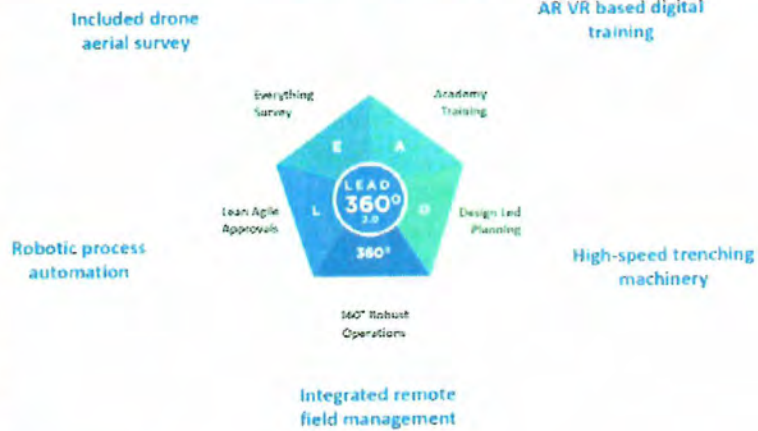 Included drone
aerial survey
AR VR based digital
training
Everything
Survey
Academy
Training
E
A
LEAD
360°
2.0
L
D
Lean Agile
Approvals
Design Led
Planning
360°
Robotic process
automation
High-speed trenching
machinery
360° Robust
Operations
Integrated remote
field management